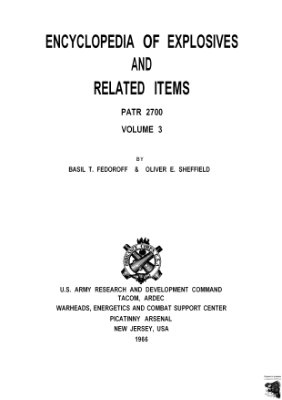 ENCYCLOPEDIA OF EXPLOSIVES
AND
RELATED ITEMS
PATR 2700
VOLUME 3
BY
BASIL T. FEDOROFF & OLIVER E. SHEFFIELD
U.S. ARMY RESEARCH AND DEVELOPMENT COMMAND
TACOM, ARDEC
WARHEADS, ENERGETICS AND COMBAT SUPPORT CENTER
PICATINNY ARSENAL
NEW JERSEY, USA
1966